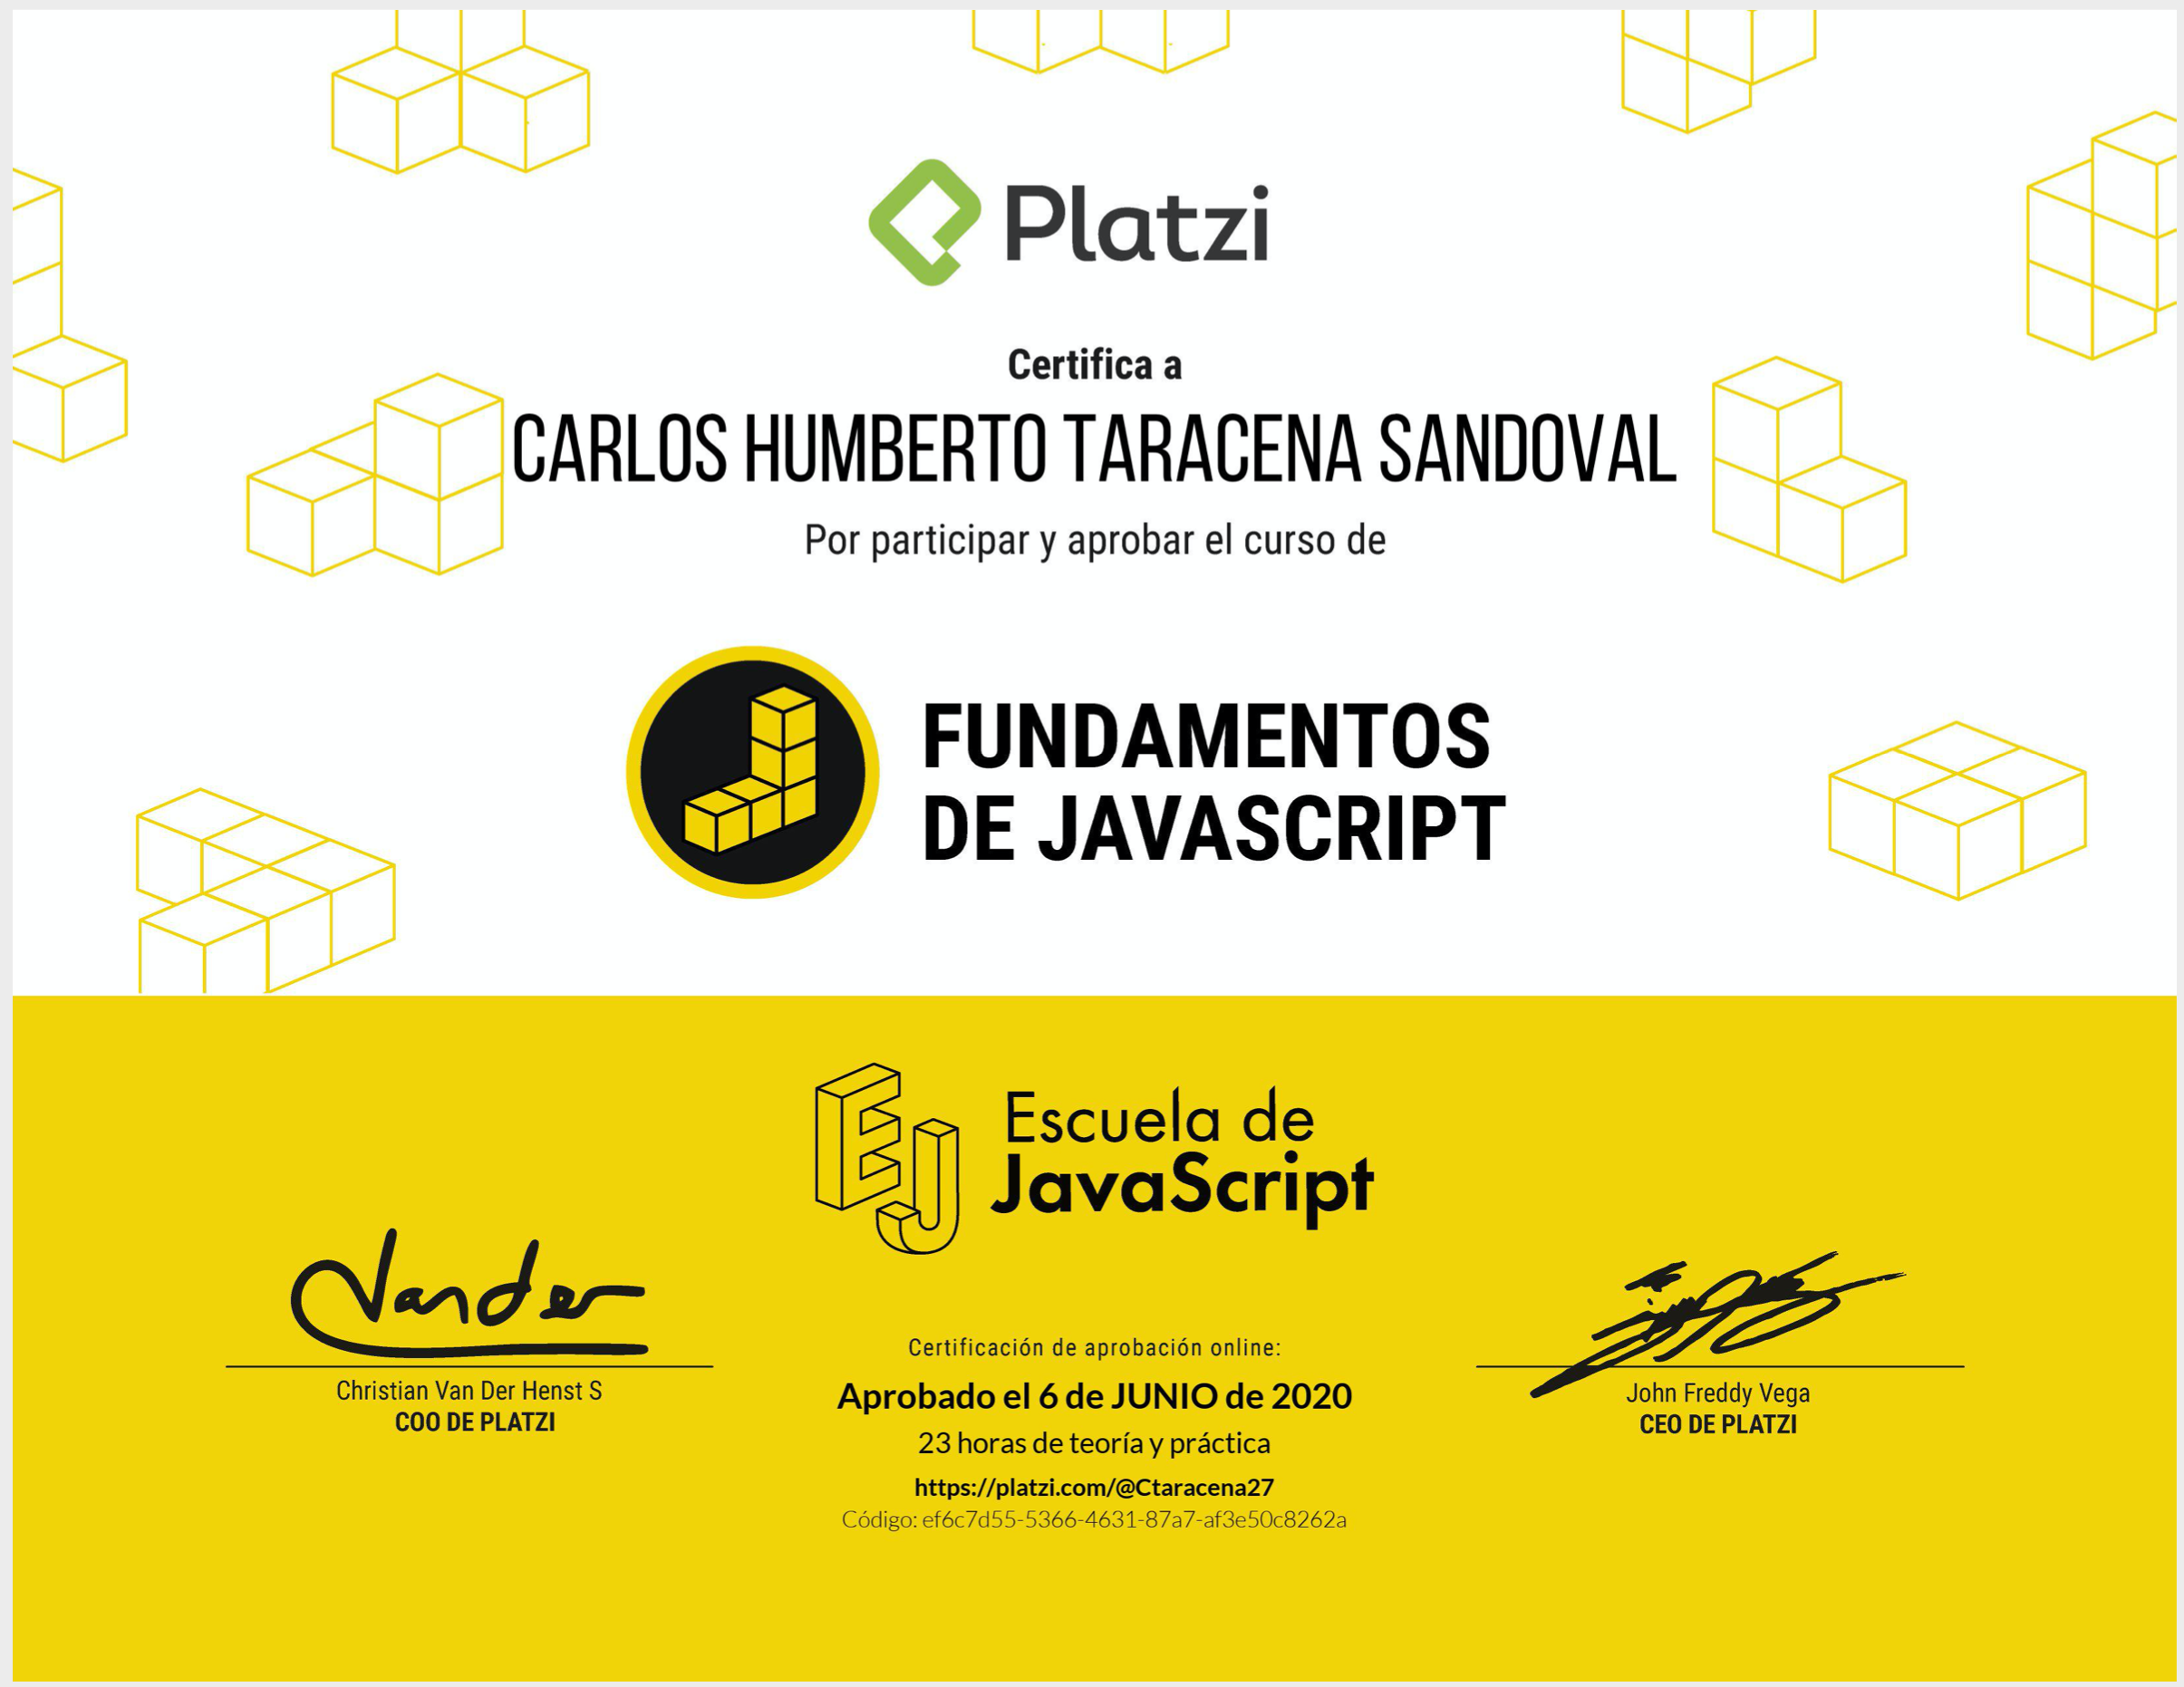 Platzi
Certifica a
CARLOS HUMBERTO TARACENA SANDOVAL
Por participar y aprobar el curso de
FUNDAMENTOS
DE JAVASCRIPT
EJ
Escuela de
JavaScript
Vander
Christian Van Der Henst S
COO DE PLATZI
Certificación de aprobación online:
Aprobado el 6 de JUNIO de 2020
23 horas de teoría y práctica
https://platzi.com/@Ctaracena27
Código: ef6c7d55-5366-4631-87a7-af3e50c8262a
John Freddy Vega
CEO DE PLATZI